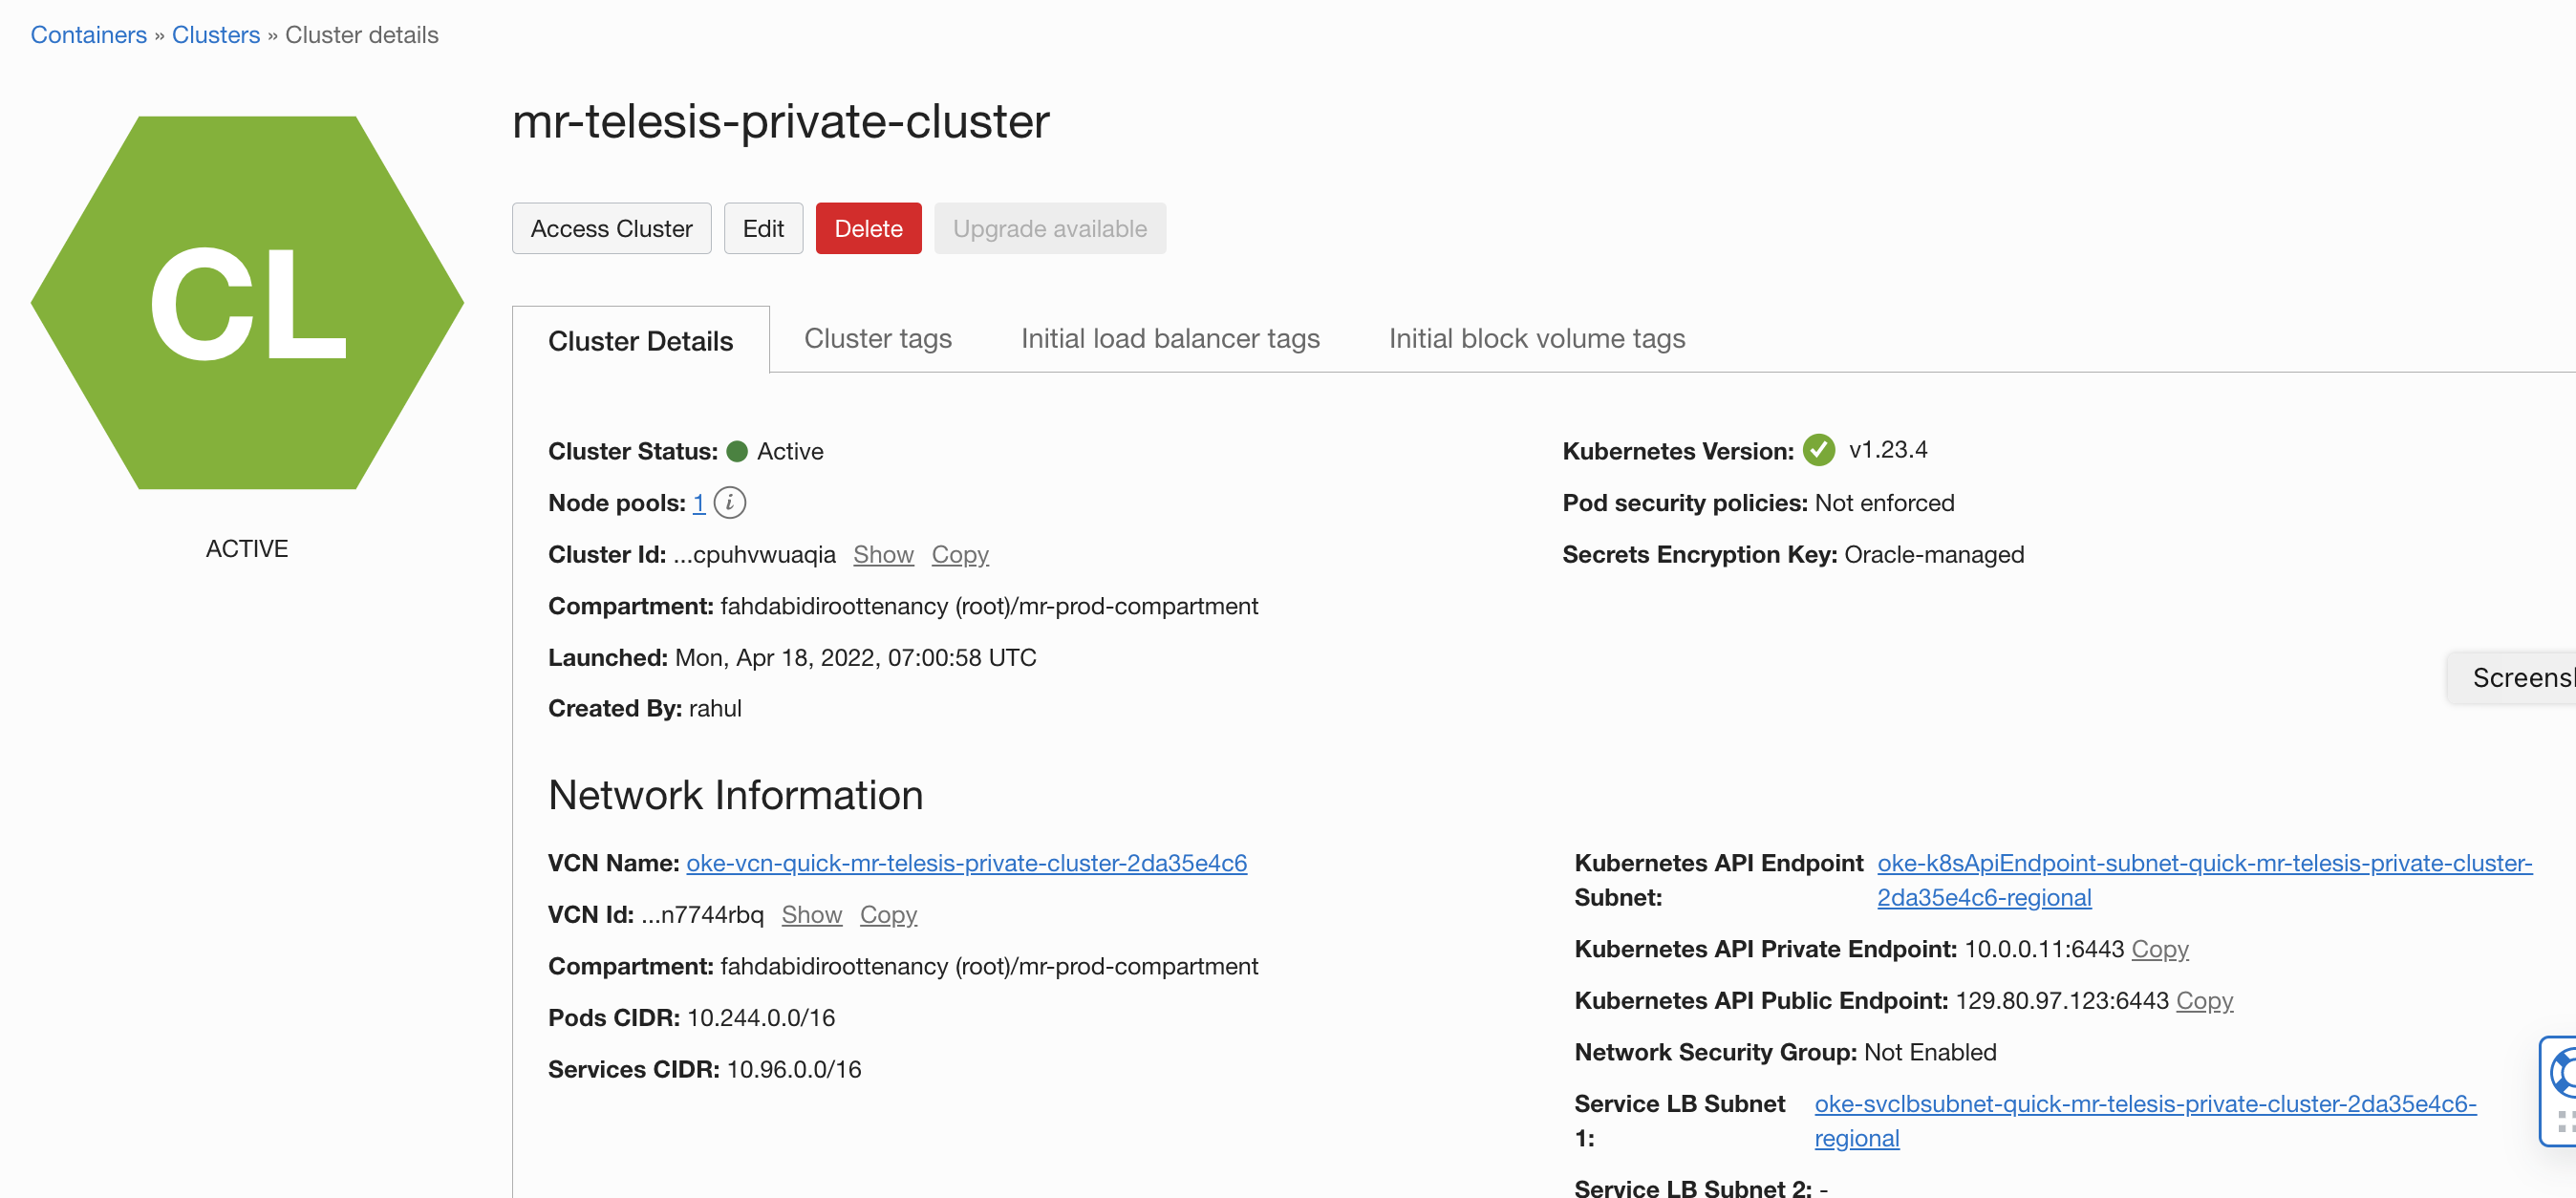 Containers » Clusters » Cluster details
CL
ACTIVE
mr-telesis-private-cluster
Access Cluster Edit Delete Upgrade available
Cluster Details Cluster tags Initial load balancer tags Initial block volume tags
Cluster Status: Active
Node pools: 1 i
Cluster Id: ...cpuhvwuaqia Show Copy
Compartment: fahdabidiroottenancy (root)/mr-prod-compartment
Launched: Mon, Apr 18, 2022, 07:00:58 UTC
Created By: rahul
Kubernetes Version: v1.23.4
Pod security policies: Not enforced
Secrets Encryption Key: Oracle-managed
Network Information
VCN Name: oke-vcn-quick-mr-telesis-private-cluster-2da35e4c6
VCN Id: ...n7744rbq Show Copy
Compartment: fahdabidiroottenancy (root)/mr-prod-compartment
Pods CIDR: 10.244.0.0/16
Services CIDR: 10.96.0.0/16
Kubernetes API Endpoint oke-k8sApiEndpoint-subnet-quick-mr-telesis-private-cluster-
Subnet: 2da35e4c6-regional
Kubernetes API Private Endpoint: 10.0.0.11:6443 Copy
Kubernetes API Public Endpoint: 129.80.97.123:6443 Copy
Network Security Group: Not Enabled
Service LB Subnet oke-svclbsubnet-quick-mr-telesis-private-cluster-2da35e4c6-
1: regional
Service LB Subnet 2: -